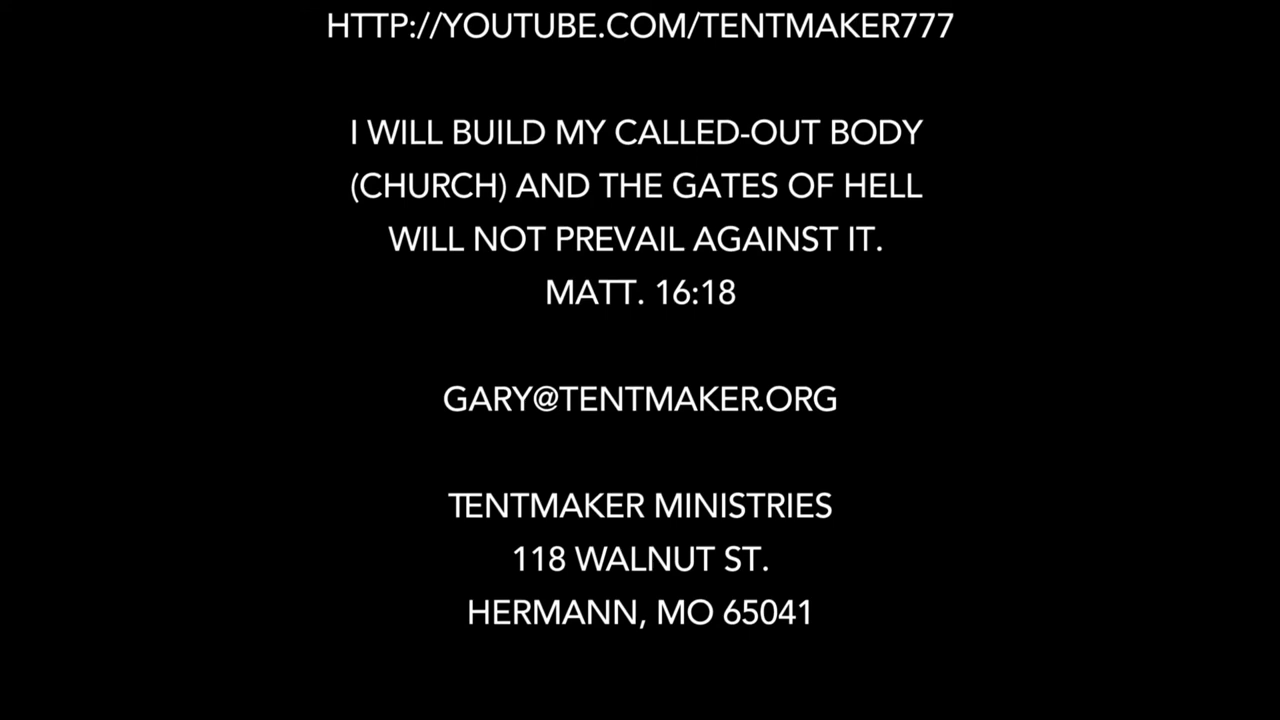 HTTP://YOUTUBE.COM/TENTMAKER777
I WILL BUILD MY CALLED-OUT BODY
(CHURCH) AND THE GATES OF HELL
WILL NOT PREVAIL AGAINST IT.
MATT. 16:18
GARY@TENTMAKER.ORG
TENTMAKER MINISTRIES
118 WALNUT ST.
HERMANN, MO 65041